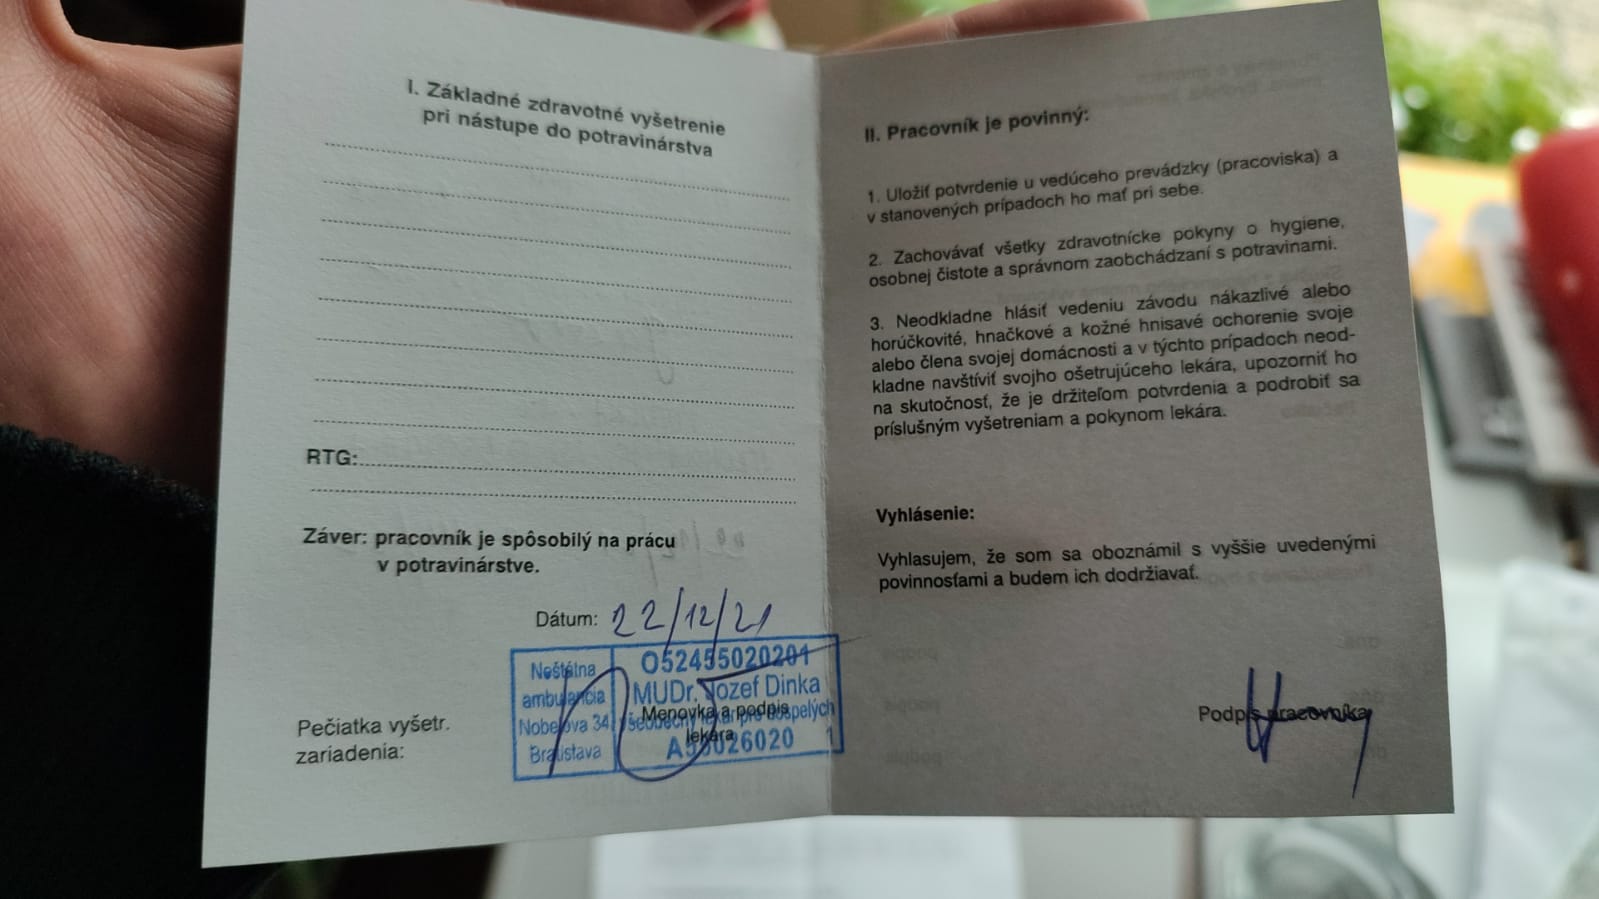 I. Základné zdravotné vyšetrenie
pri nástupe do potravinárstva
RTG:
Záver: pracovník je spôsobilý na prácu
v potravinárstve.
Dátum: 22/12/21
Neštátna
ambulancia
Nobelova 34
Bratislava
O52455020201
MUDr. Jozef Dinka
všeobecný lekár pre dospelých
A53026020 1
Menovka a podpis
lekára
Pečiatka vyšetr.
zariadenia:
II. Pracovník je povinný:
1. Uložiť potvrdenie u vedúceho prevádzky (pracoviska) a
v stanovených prípadoch ho mať pri sebe.
2. Zachovávať všetky zdravotnícke pokyny o hygiene,
osobnej čistote a správnom zaobchádzaní s potravinami.
3. Neodkladne hlásiť vedeniu závodu nákazlivé alebo
horúčkovité, hnačkové a kožné hnisavé ochorenie svoje
alebo člena svojej domácnosti a v týchto prípadoch neod-
kladne navštíviť svojho ošetrujúceho lekára, upozorniť ho
na skutočnosť, že je držiteľom potvrdenia a podrobiť sa
príslušným vyšetreniam a pokynom lekára.
Vyhlásenie:
Vyhlasujem, že som sa oboznámil s vyššie uvedenými
povinnosťami a budem ich dodržiavať.
Podpis pracovníka